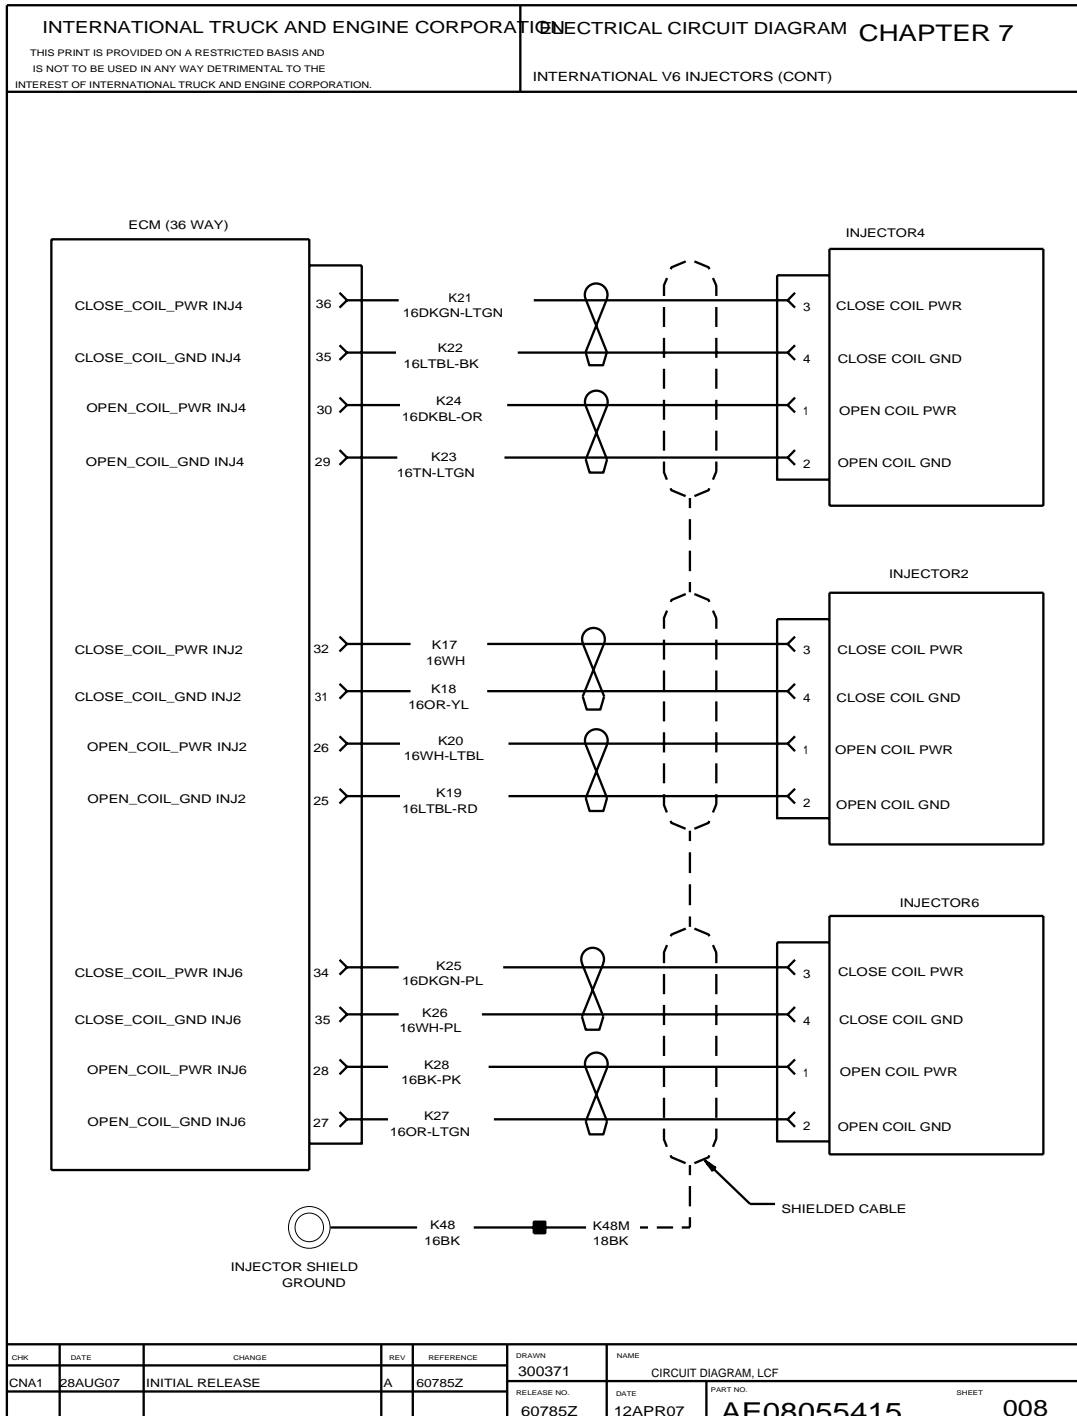 INTERNATIONAL TRUCK AND ENGINE CORPORATION
THIS PRINT IS PROVIDED ON A RESTRICTED BASIS AND
IS NOT TO BE USED IN ANY WAY DETRIMENTAL TO THE
INTEREST OF INTERNATIONAL TRUCK AND ENGINE CORPORATION.
ELECTRICAL CIRCUIT DIAGRAM CHAPTER 7
INTERNATIONAL V6 INJECTORS (CONT)
ECM (36 WAY)
INJECTOR4
CLOSE_COIL_PWR INJ4 36 K21 3 CLOSE COIL PWR
16DKGN-LTGN
CLOSE_COIL_GND INJ4 35 K22 4 CLOSE COIL GND
16LTBL-BK
OPEN_COIL_PWR INJ4 30 K24 1 OPEN COIL PWR
16DKBL-OR
OPEN_COIL_GND INJ4 29 K23 2 OPEN COIL GND
16TN-LTGN
INJECTOR2
CLOSE_COIL_PWR INJ2 32 K17 3 CLOSE COIL PWR
16WH
CLOSE_COIL_GND INJ2 31 K18 4 CLOSE COIL GND
16OR-YL
OPEN_COIL_PWR INJ2 26 K20 1 OPEN COIL PWR
16WH-LTBL
OPEN_COIL_GND INJ2 25 K19 2 OPEN COIL GND
16LTBL-RD
INJECTOR6
CLOSE_COIL_PWR INJ6 34 K25 3 CLOSE COIL PWR
16DKGN-PL
CLOSE_COIL_GND INJ6 35 K26 4 CLOSE COIL GND
16WH-PL
OPEN_COIL_PWR INJ6 28 K28 1 OPEN COIL PWR
16BK-PK
OPEN_COIL_GND INJ6 27 K27 2 OPEN COIL GND
16OR-LTGN
SHIELDED CABLE
K48 K48M
16BK 18BK
INJECTOR SHIELD
GROUND
CHK DATE CHANGE REV REFERENCE
CNA1 28AUG07 INITIAL RELEASE A 60785Z
DRAWN NAME
300371 CIRCUIT DIAGRAM, LCF
RELEASE NO. DATE PART NO. SHEET
60785Z 12APR07 AE08055415 008